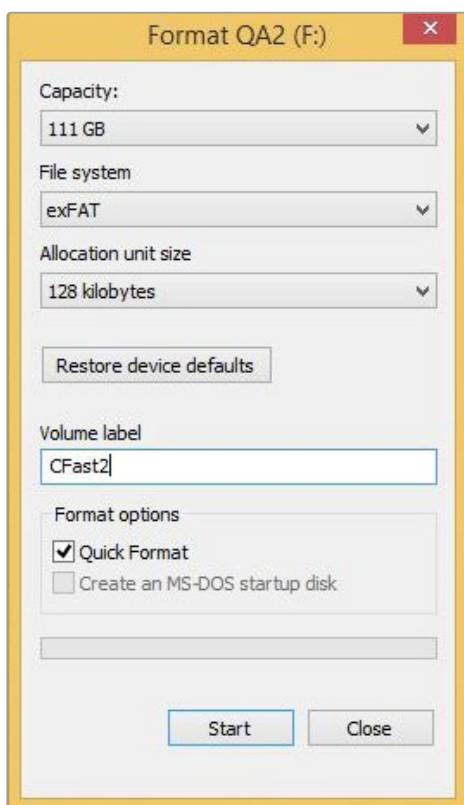 Format QA2 (F:)
Capacity:
111 GB
File system
exFAT
Allocation unit size
128 kilobytes
Restore device defaults
Volume label
CFast2
Format options
Quick Format
Create an MS-DOS startup disk
Start Close